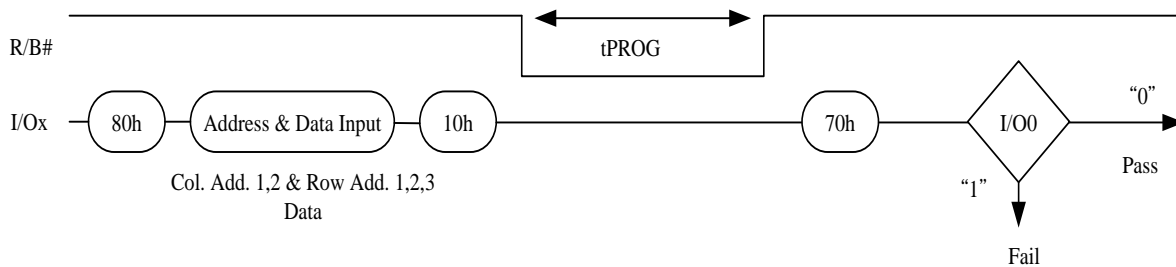 R/B#
tPROG
I/Ox
80h
Address & Data Input
10h
70h
I/O0
“0”
Pass
“1”
Fail
Col. Add. 1,2 & Row Add. 1,2,3
Data